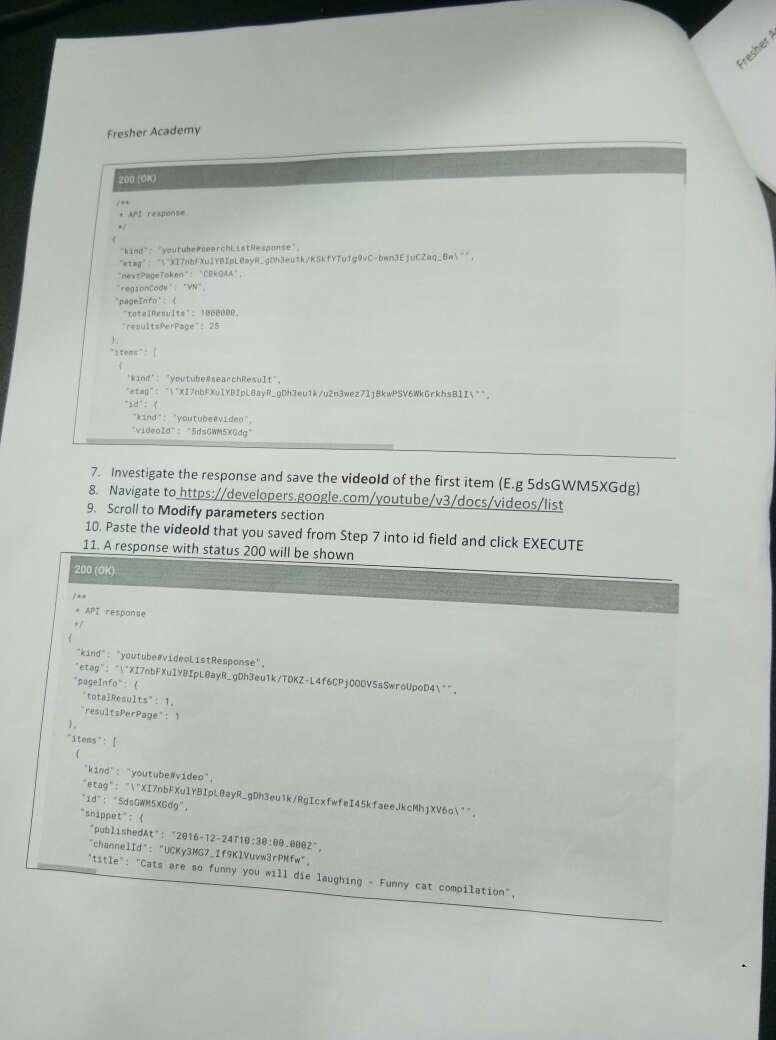 Fresher Academy
200 (OK)
/**
* API response
*/
{
"kind": "youtube#searchListResponse",
"etag": "\"XI7nbFXulYBIpL0ayR_gDh3eu1k/KSkfYTu1g9vC-bwn3EjuCZaq_8w\"",
"nextPageToken": "CBkQAA",
"regionCode": "VN",
"pageInfo": {
"totalResults": 1000000,
"resultsPerPage": 25
},
"items": [
{
"kind": "youtube#searchResult",
"etag": "\"XI7nbFXulYBIpL0ayR_gDh3eu1k/u2n3wez7ljBkwPSV6WkGrkhsBlI\"",
"id": {
"kind": "youtube#video",
"videoId": "5dsGWM5XGdg"
7. Investigate the response and save the videoId of the first item (E.g 5dsGWM5XGdg)
8. Navigate to https://developers.google.com/youtube/v3/docs/videos/list
9. Scroll to Modify parameters section
10. Paste the videoId that you saved from Step 7 into id field and click EXECUTE
11. A response with status 200 will be shown
200 (OK)
/**
* API response
*/
{
"kind": "youtube#videoListResponse",
"etag": "\"XI7nbFXulYBIpL0ayR_gDh3eu1k/TDKZ-L4f6CPjOOOV5sSwroUpoD4\"",
"pageInfo": {
"totalResults": 1,
"resultsPerPage": 1
},
"items": [
{
"kind": "youtube#video",
"etag": "\"XI7nbFXulYBIpL0ayR_gDh3eu1k/RgIcxfwfeI45kfaeeJkcMhjXV6o\"",
"id": "5dsGWM5XGdg",
"snippet": {
"publishedAt": "2016-12-24T10:30:00.000Z",
"channelId": "UCKy3MG7_If9KlVuvw3rPMfw",
"title": "Cats are so funny you will die laughing - Funny cat compilation",
Fresher